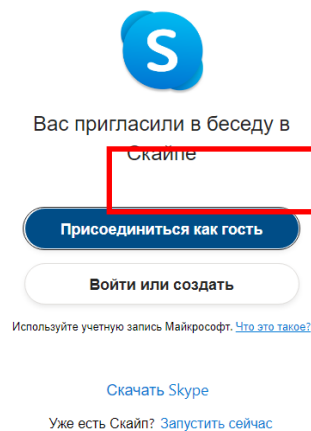 S
Вас пригласили в беседу в
Скайпе
Присоединиться как гость
Войти или создать
Используйте учетную запись Майкрософт. Что это такое?
Скачать Skype
Уже есть Скайп? Запустить сейчас